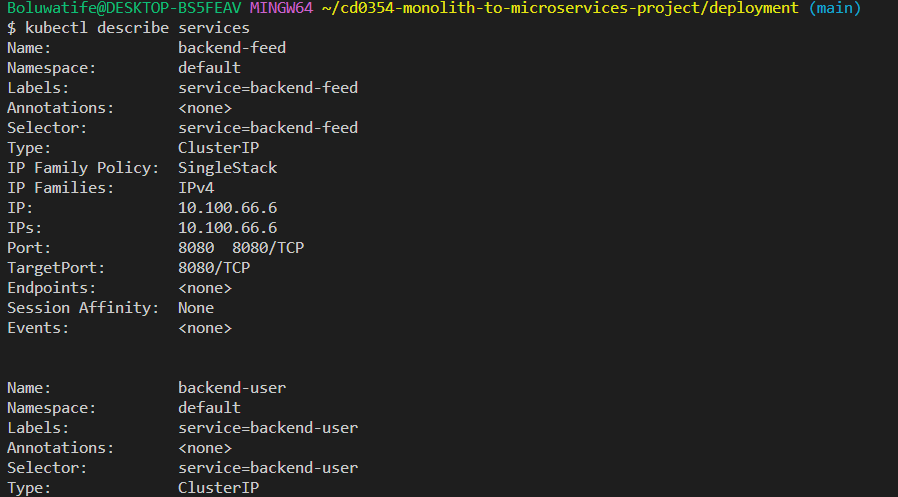 Boluwatife@DESKTOP-BS5FEAV MINGW64 ~/cd0354-monolith-to-microservices-project/deployment (main)
$ kubectl describe services
Name:              backend-feed
Namespace:         default
Labels:            service=backend-feed
Annotations:       <none>
Selector:          service=backend-feed
Type:              ClusterIP
IP Family Policy:  SingleStack
IP Families:       IPv4
IP:                10.100.66.6
IPs:               10.100.66.6
Port:              8080  8080/TCP
TargetPort:        8080/TCP
Endpoints:         <none>
Session Affinity:  None
Events:            <none>
Name:              backend-user
Namespace:         default
Labels:            service=backend-user
Annotations:       <none>
Selector:          service=backend-user
Type:              ClusterIP